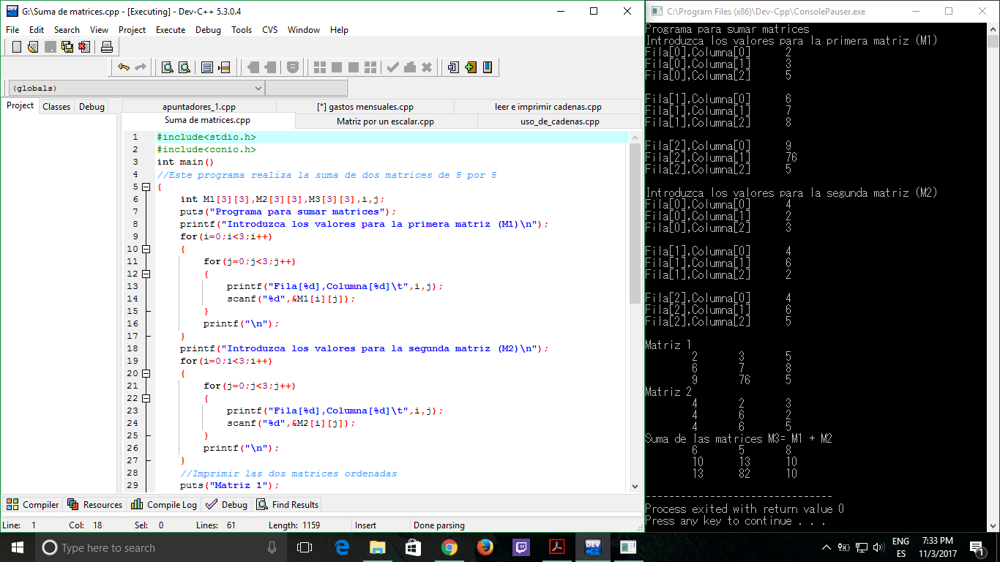 G:\Suma de matrices.cpp - [Executing] - Dev-C++ 5.3.0.4
File Edit Search View Project Execute Debug Tools CVS Window Help
(globals)
Project Classes Debug
apuntadores_1.cpp [*] gastos mensuales.cpp leer e imprimir cadenas.cpp
Suma de matrices.cpp Matriz por un escalar.cpp uso_de_cadenas.cpp
1 #include<stdio.h>
2 #include<conio.h>
3 int main()
4 //Este programa realiza la suma de dos matrices de 5 por 5
5 {
6 int M1[3][3],M2[3][3],M3[3][3],i,j;
7 puts("Programa para sumar matrices");
8 printf("Introduzca los valores para la primera matriz (M1)\n");
9 for(i=0;i<3;i++)
10 {
11 for(j=0;j<3;j++)
12 {
13 printf("Fila[%d],Columna[%d]\t",i,j);
14 scanf("%d",&M1[i][j]);
15 }
16 printf("\n");
17 }
18 printf("Introduzca los valores para la segunda matriz (M2)\n");
19 for(i=0;i<3;i++)
20 {
21 for(j=0;j<3;j++)
22 {
23 printf("Fila[%d],Columna[%d]\t",i,j);
24 scanf("%d",&M2[i][j]);
25 }
26 printf("\n");
27 }
28 //Imprimir las dos matrices ordenadas
29 puts("Matriz 1");
Compiler Resources Compile Log Debug Find Results
Line: 1 Col: 18 Sel: 0 Lines: 61 Length: 1159 Insert Done parsing
C:\Program Files (x86)\Dev-Cpp\ConsolePauser.exe
Programa para sumar matrices
Introduzca los valores para la primera matriz (M1)
Fila[0],Columna[0] 2
Fila[0],Columna[1] 3
Fila[0],Columna[2] 5
Fila[1],Columna[0] 6
Fila[1],Columna[1] 7
Fila[1],Columna[2] 8
Fila[2],Columna[0] 9
Fila[2],Columna[1] 76
Fila[2],Columna[2] 5
Introduzca los valores para la segunda matriz (M2)
Fila[0],Columna[0] 4
Fila[0],Columna[1] 2
Fila[0],Columna[2] 3
Fila[1],Columna[0] 4
Fila[1],Columna[1] 6
Fila[1],Columna[2] 2
Fila[2],Columna[0] 4
Fila[2],Columna[1] 6
Fila[2],Columna[2] 5
Matriz 1
2 3 5
6 7 8
9 76 5
Matriz 2
4 2 3
4 6 2
4 6 5
Suma de las matrices M3= M1 + M2
6 5 8
10 13 10
13 82 10
--------------------------------
Process exited with return value 0
Press any key to continue . . .
Type here to search
DEV
ENG
ES
7:33 PM
11/3/2017
1